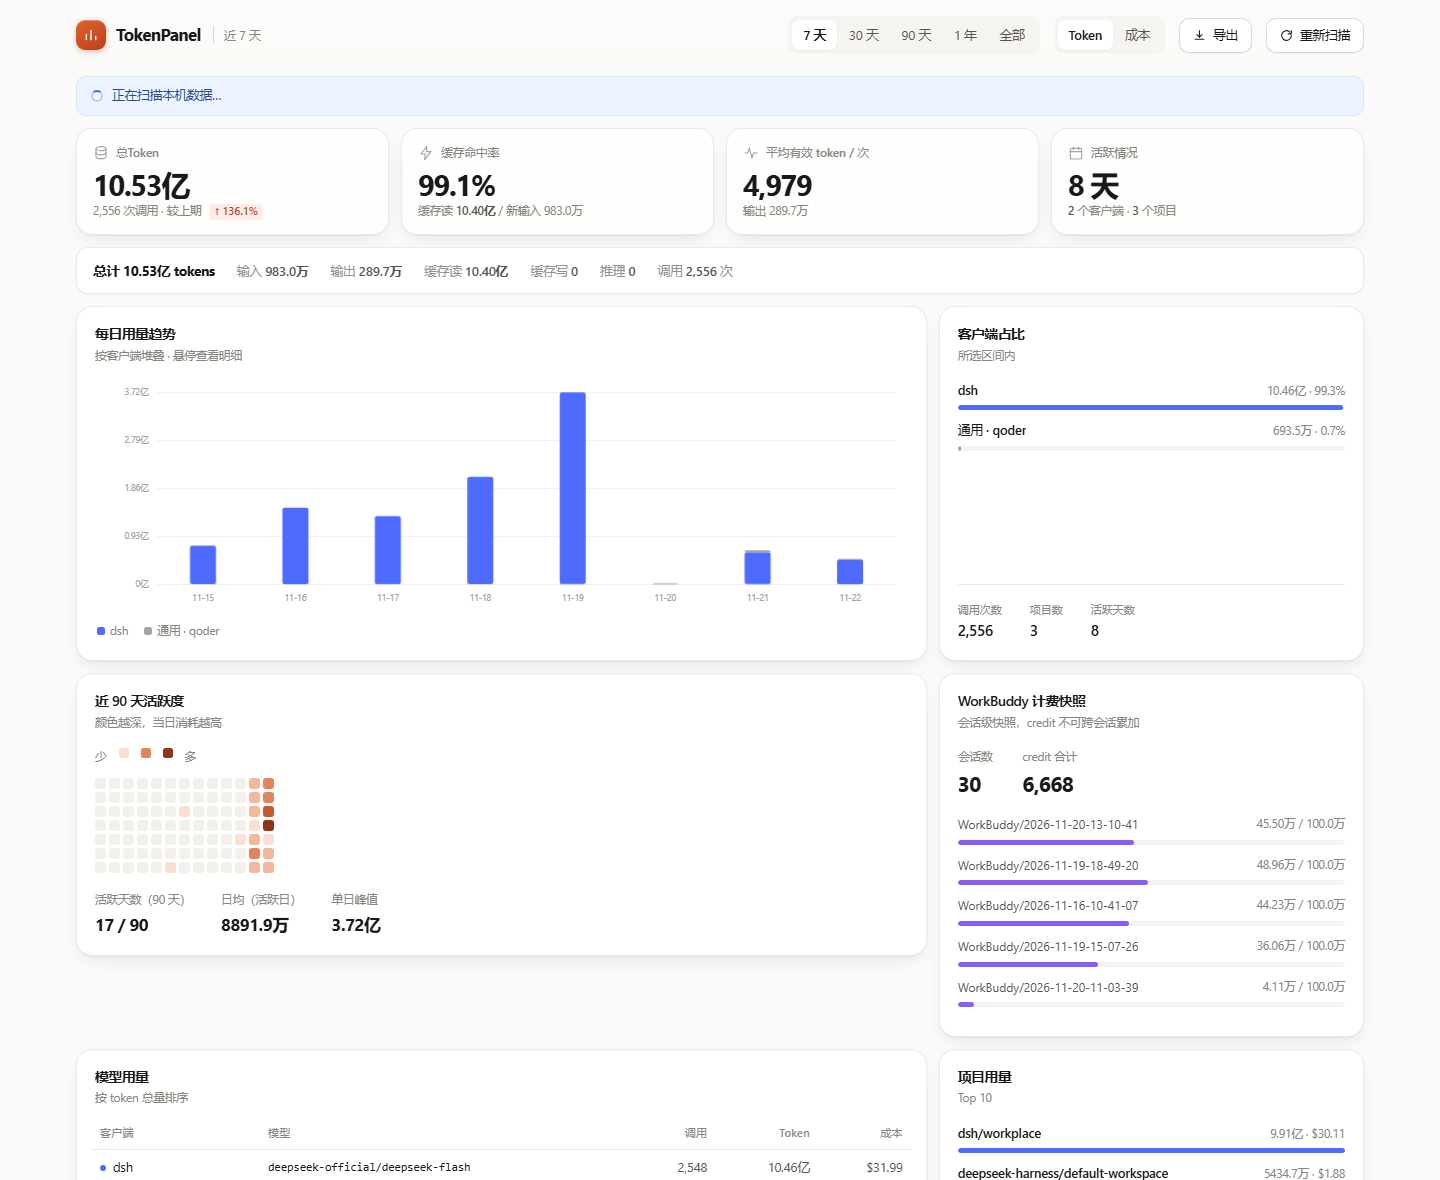 TokenPanel 近 7 天 7 天 30 天 90 天 1 年 全部 Token 成本 导出 重新扫描
正在扫描本机数据...
总Token
10.53亿
2,556 次调用 · 较上期 ↑ 136.1%
缓存命中率
99.1%
缓存读 10.40亿 / 新输入 983.0万
平均有效 token / 次
4,979
输出 289.7万
活跃情况
8 天
2 个客户端 · 3 个项目
总计 10.53亿 tokens 输入 983.0万 输出 289.7万 缓存读 10.40亿 缓存写 0 推理 0 调用 2,556 次
每日用量趋势
按客户端堆叠 · 悬停查看明细
3.72亿
2.79亿
1.86亿
0.93亿
0亿
11-15 11-16 11-17 11-18 11-19 11-20 11-21 11-22
dsh 通用 · qoder
客户端占比
所选区间内
dsh 10.46亿 · 99.3%
通用 · qoder 693.5万 · 0.7%
调用次数 项目数 活跃天数
2,556 3 8
近 90 天活跃度
颜色越深，当日消耗越高
少 多
活跃天数（90 天） 日均（活跃日） 单日峰值
17 / 90 8891.9万 3.72亿
WorkBuddy 计费快照
会话级快照，credit 不可跨会话累加
会话数 credit 合计
30 6,668
WorkBuddy/2026-11-20-13-10-41 45.50万 / 100.0万
WorkBuddy/2026-11-19-18-49-20 48.96万 / 100.0万
WorkBuddy/2026-11-16-10-41-07 44.23万 / 100.0万
WorkBuddy/2026-11-19-15-07-26 36.06万 / 100.0万
WorkBuddy/2026-11-20-11-03-39 4.11万 / 100.0万
模型用量
按 token 总量排序
客户端 模型 调用 Token 成本
dsh deepseek-official/deepseek-flash 2,548 10.46亿 $31.99
项目用量
Top 10
dsh/workplace 9.91亿 · $30.11
deepseek-harness/default-workspace 5434.7万 · $1.88